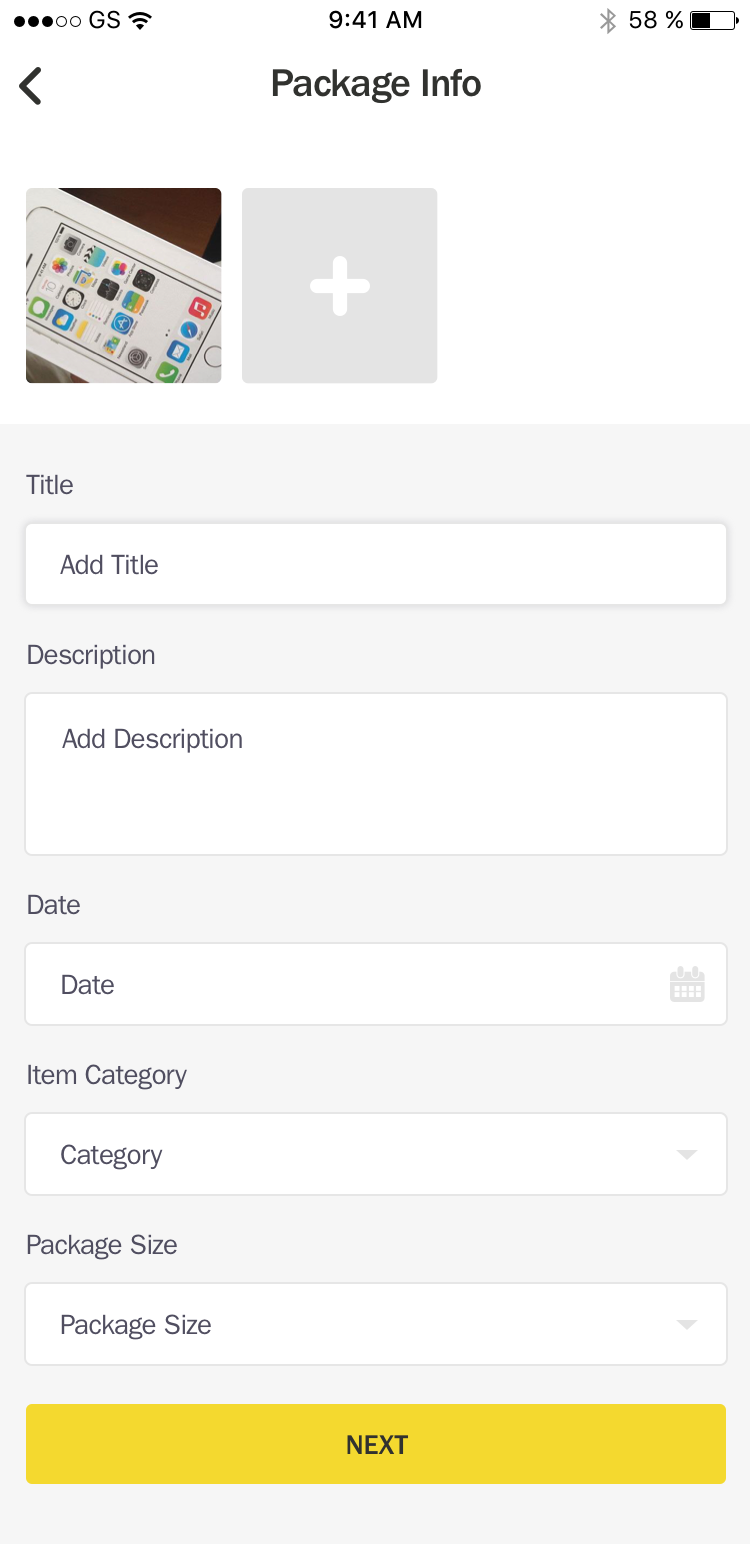 GS 9:41 AM 58 %
Package Info
Title
Add Title
Description
Add Description
Date
Date
Item Category
Category
Package Size
Package Size
NEXT